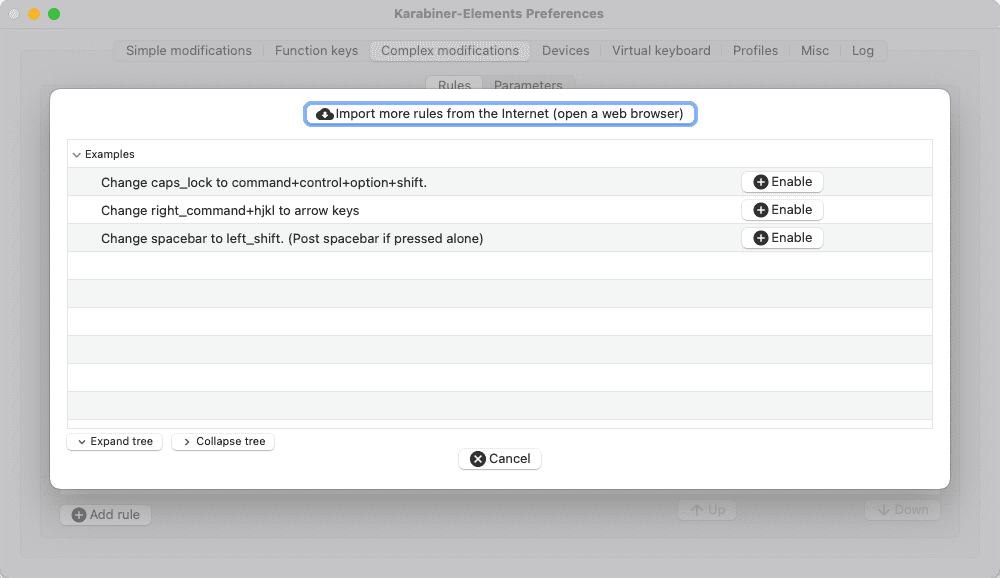 Karabiner-Elements Preferences
Simple modifications Function keys Complex modifications Devices Virtual keyboard Profiles Misc Log
Rules Parameters
Import more rules from the Internet (open a web browser)
Examples
Change caps_lock to command+control+option+shift. Enable
Change right_command+hjkl to arrow keys Enable
Change spacebar to left_shift. (Post spacebar if pressed alone) Enable
Expand tree Collapse tree
Cancel
Add rule Up Down